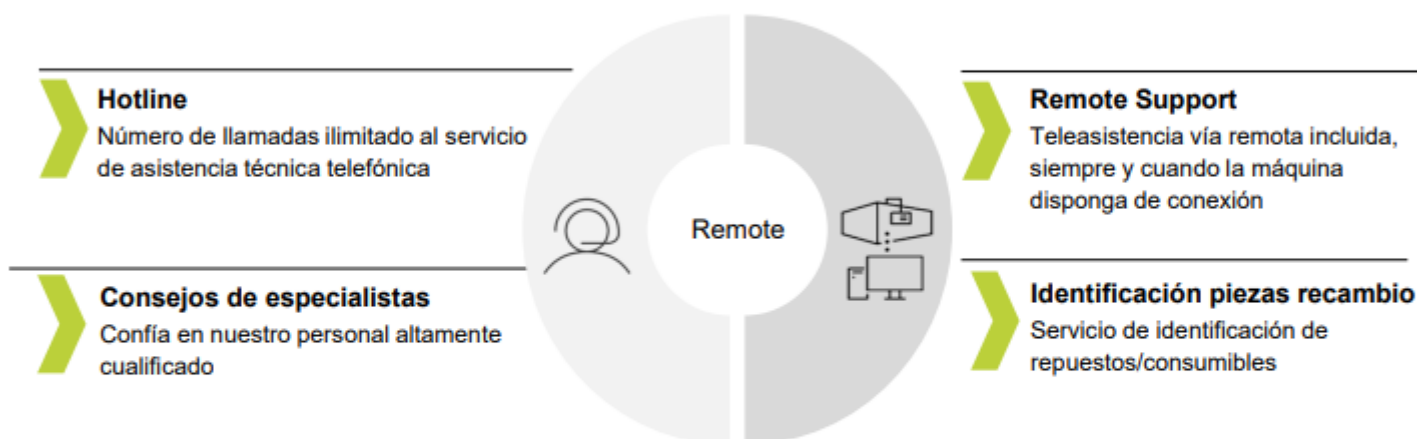 Hotline
Número de llamadas ilimitado al servicio
de asistencia técnica telefónica
Consejos de especialistas
Confía en nuestro personal altamente
cualificado
Remote
Remote Support
Teleasistencia vía remota incluida,
siempre y cuando la máquina
disponga de conexión
Identificación piezas recambio
Servicio de identificación de
repuestos/consumibles